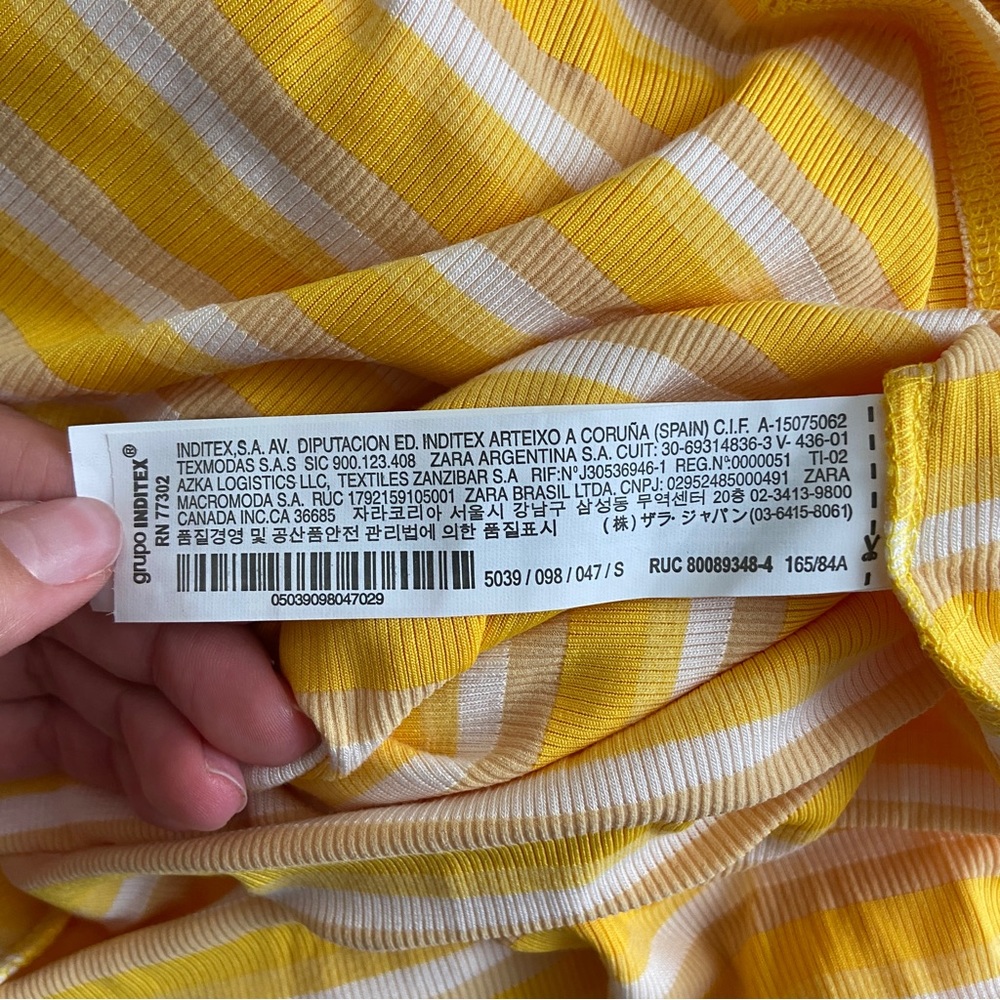 grupo INDITEX®
RN 77302
INDITEX,S.A. AV. DIPUTACION ED. INDITEX ARTEIXO A CORUÑA (SPAIN) C.I.F. A-15075062
TEXMODAS S.A.S SIC 900.123.408 ZARA ARGENTINA S.A. CUIT: 30-69314836-3 V- 436-01
AZKA LOGISTICS LLC, TEXTILES ZANZIBAR S.A RIF:N°J30536946-1 REG.N°:0000051 TI-02
MACROMODA S.A. RUC 1792159105001 ZARA BRASIL LTDA. CNPJ: 02952485000491 ZARA
CANADA INC.CA 36685 자라코리아 서울시 강남구 삼성동 무역센터 20층 02-3413-9800
품질경영 및 공산품안전 관리법에 의한 품질표시 (株) ザラ・ジャパン(03-6415-8061)
5039 / 098 / 047 / S RUC 80089348-4 165/84A
05039098047029